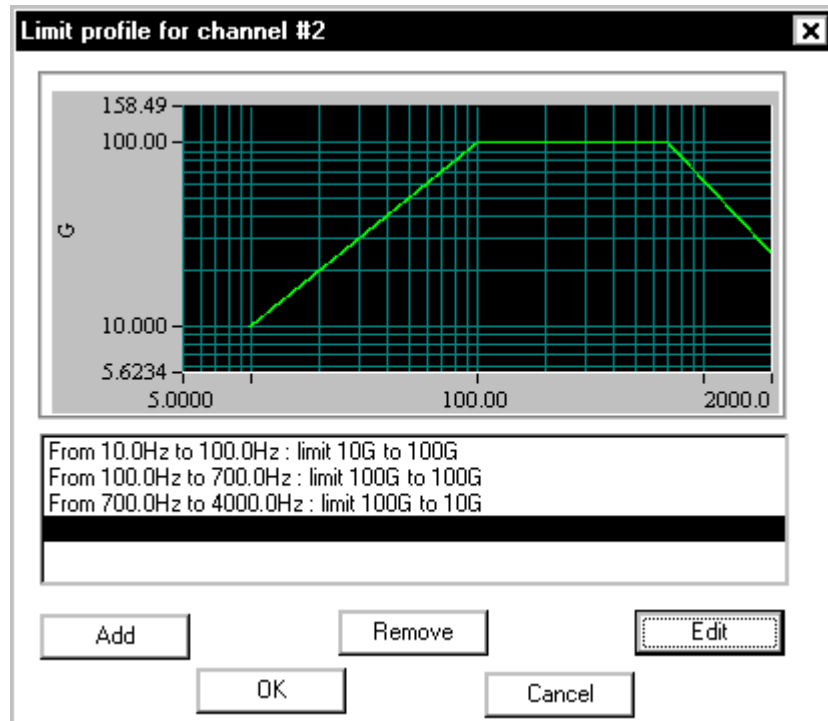 Limit profile for channel #2
158.49
100.00
G
10.000
5.6234
5.0000 100.00 2000.0
From 10.0Hz to 100.0Hz : limit 10G to 100G
From 100.0Hz to 700.0Hz : limit 100G to 100G
From 700.0Hz to 4000.0Hz : limit 100G to 10G
Add Remove Edit
OK Cancel